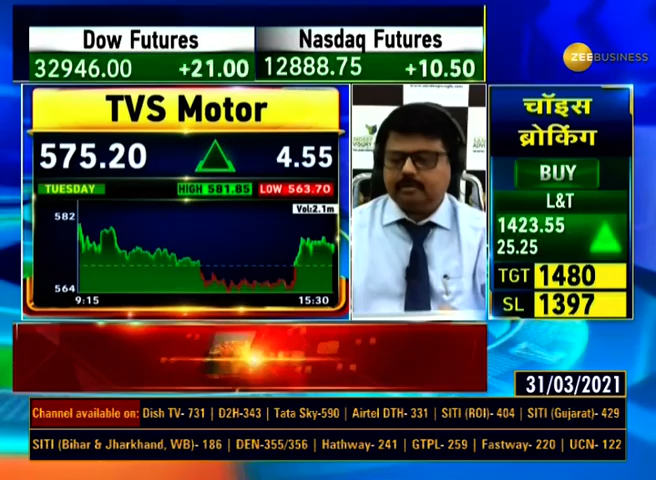 Dow Futures
32946.00 +21.00
Nasdaq Futures
12888.75 +10.50
ZEE BUSINESS
TVS Motor
575.20 4.55
TUESDAY HIGH 581.85 LOW 563.70
Vol:2.1m
582
564
9:15 15:30
चॉइस
ब्रोकिंग
BUY
L&T
1423.55
25.25
TGT 1480
SL 1397
31/03/2021
Channel available on: Dish TV- 731 | D2H-343 | Tata Sky-590 | Airtel DTH- 331 | SITI (ROI)- 404 | SITI (Gujarat)- 429
SITI (Bihar & Jharkhand, WB)- 186 | DEN-355/356 | Hathway- 241 | GTPL- 259 | Fastway- 220 | UCN- 122